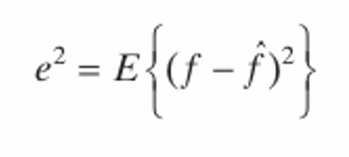 e² = E{(f − f̂)²}